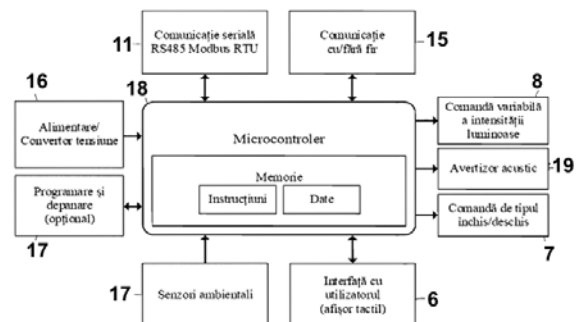 11
Comunicație serială
RS485 Modbus RTU
Comunicație
cu/fără fir
15
16
18
8
Alimentare/
Convertor tensiune
Microcontroler
Comandă variabilă
a intensității
luminoase
Memorie
Instrucțiuni
Date
Avertizor acustic
19
Programare și
depanare
(opțional)
Comandă de tipul
închis/deschis
17
7
17
Senzori ambientali
Interfață cu
utilizatorul
(afișor tactil)
6